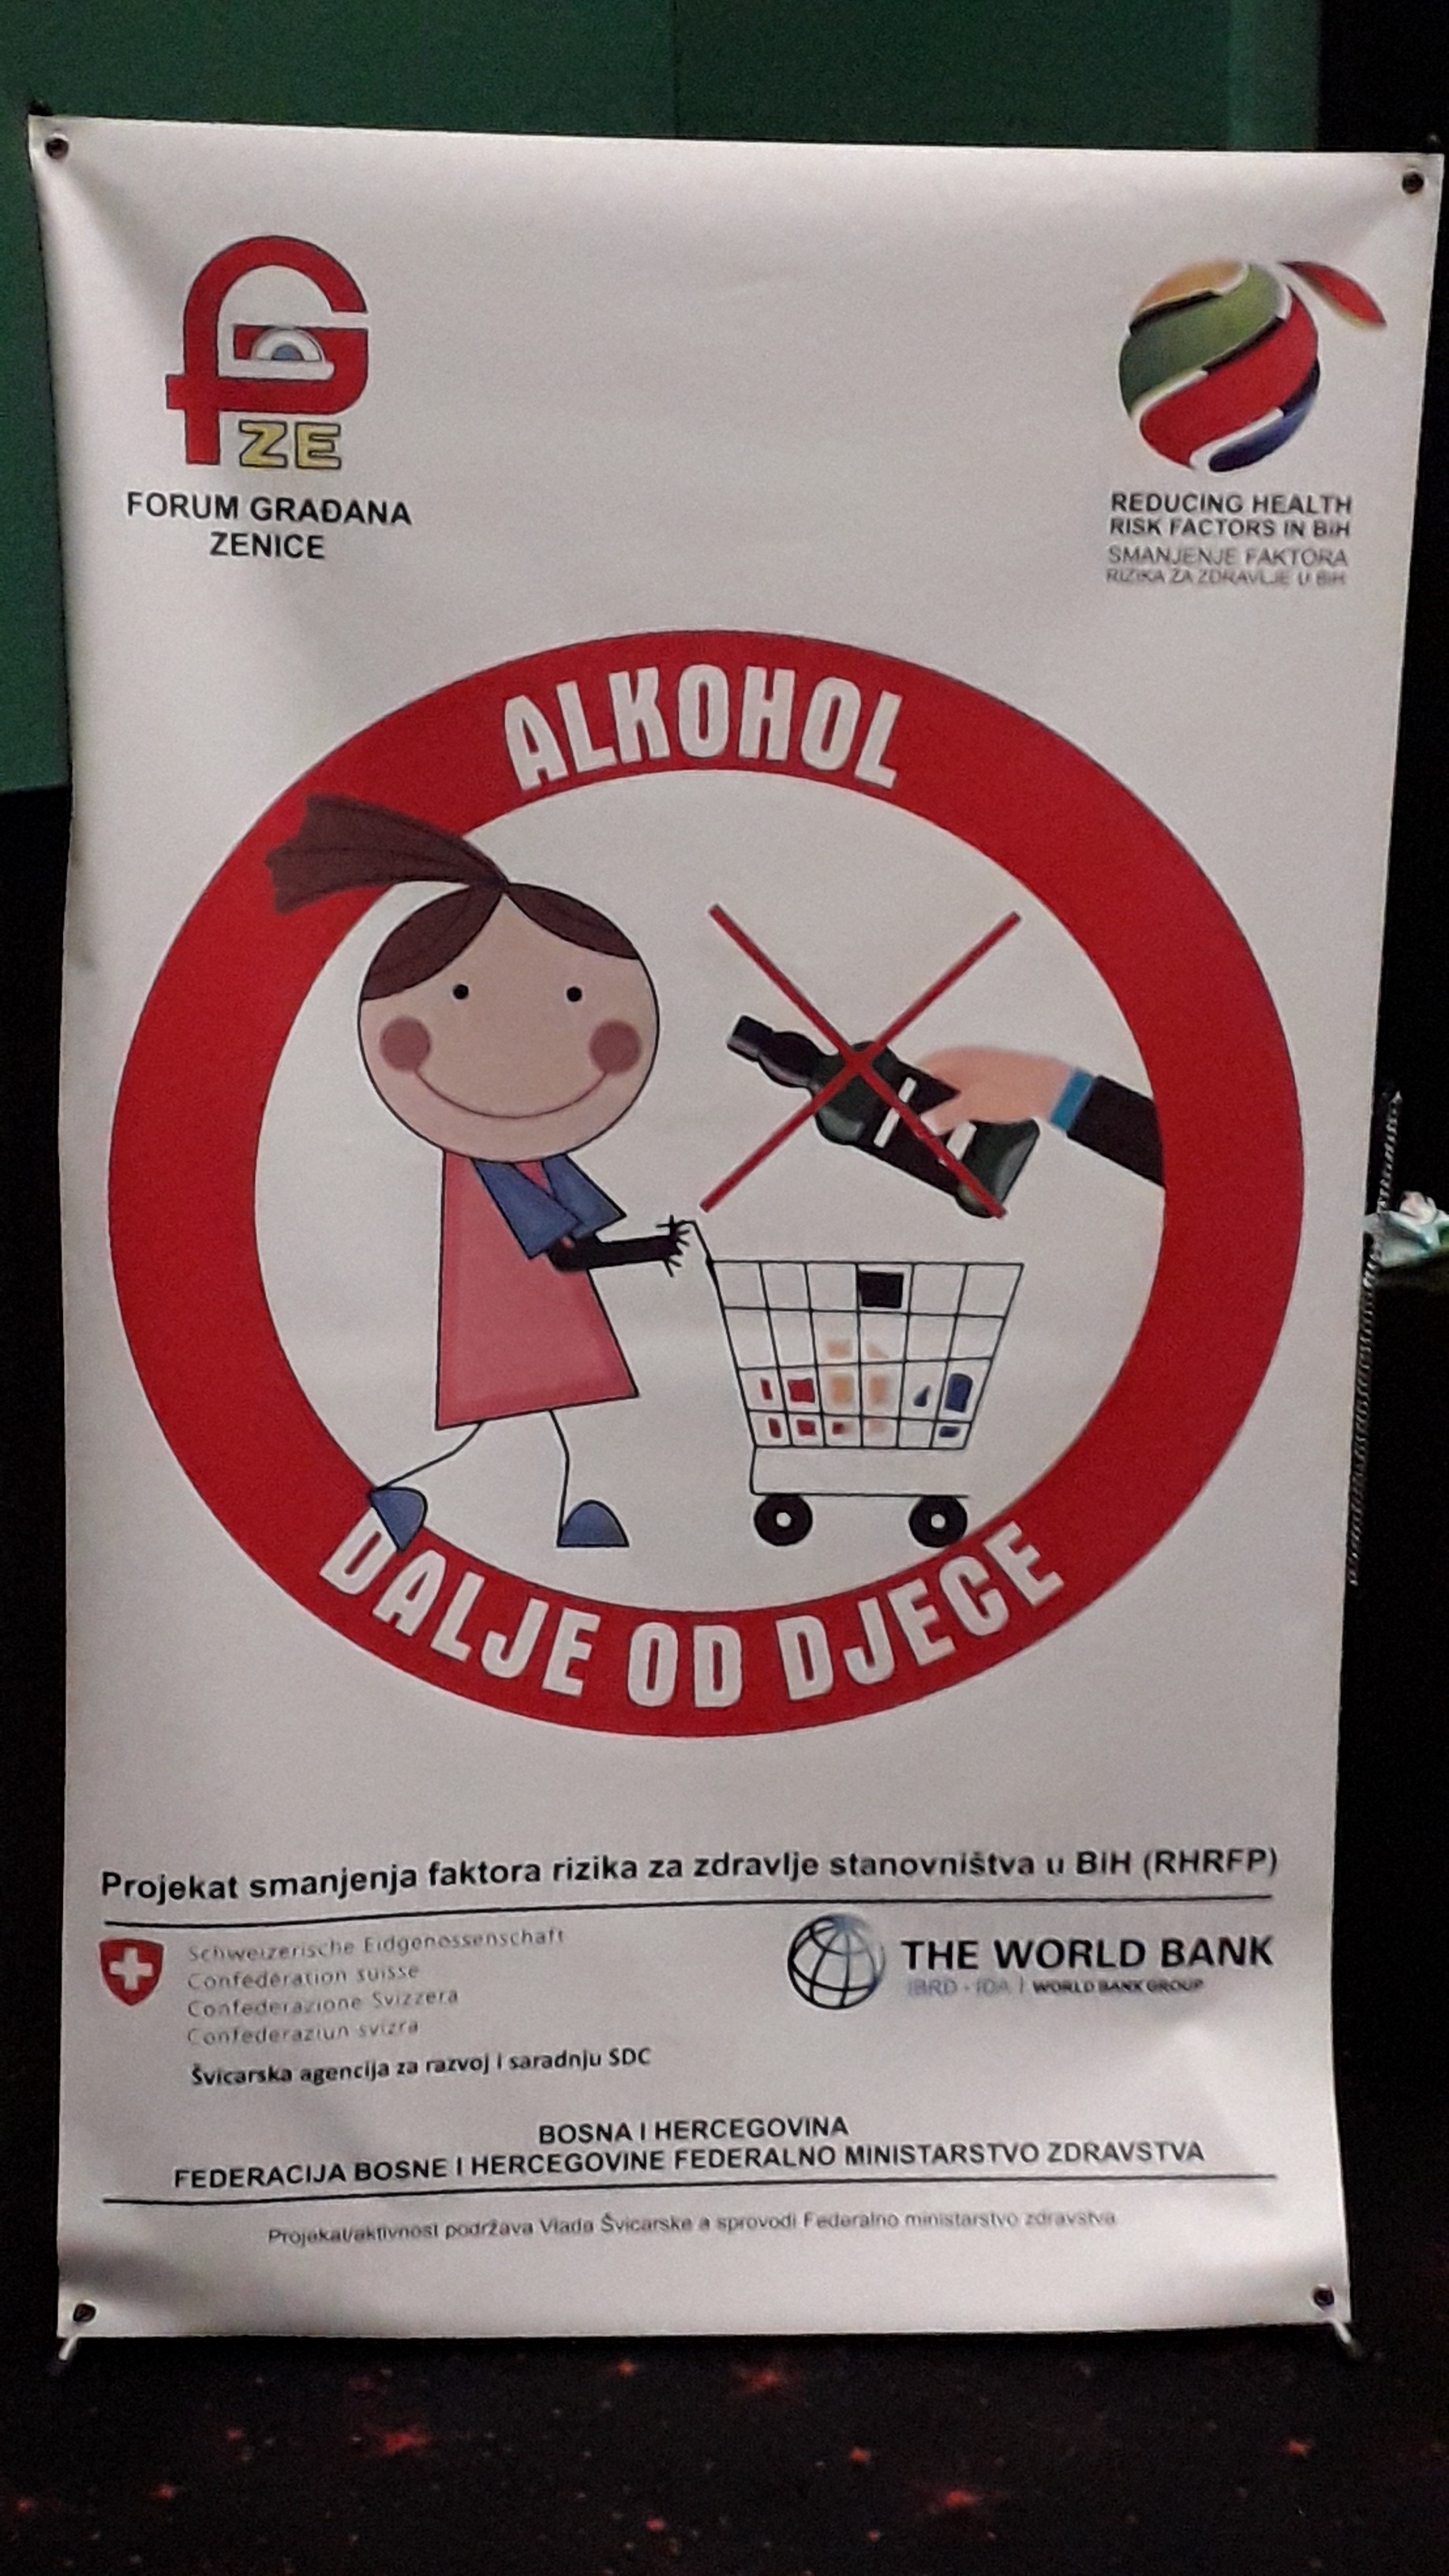 ZE
FORUM GRAĐANA
ZENICE
REDUCING HEALTH
RISK FACTORS IN BIH
SMANJENJE FAKTORA
RIZIKA ZA ZDRAVLJE U BIH
ALKOHOL
DALJE OD DJECE
Projekat smanjenja faktora rizika za zdravlje stanovništva u BIH (RHRFP)
Schweizerische Eidgenossenschaft
Confédération suisse
Confederazione Svizzera
Confederaziun svizra
Švicarska agencija za razvoj i saradnju SDC
THE WORLD BANK
IBRD - IDA | WORLD BANK GROUP
BOSNA I HERCEGOVINA
FEDERACIJA BOSNE I HERCEGOVINE FEDERALNO MINISTARSTVO ZDRAVSTVA
Projekat/aktivnost podržava Vlada Švicarske a sprovodi Federalno ministarstvo zdravstva